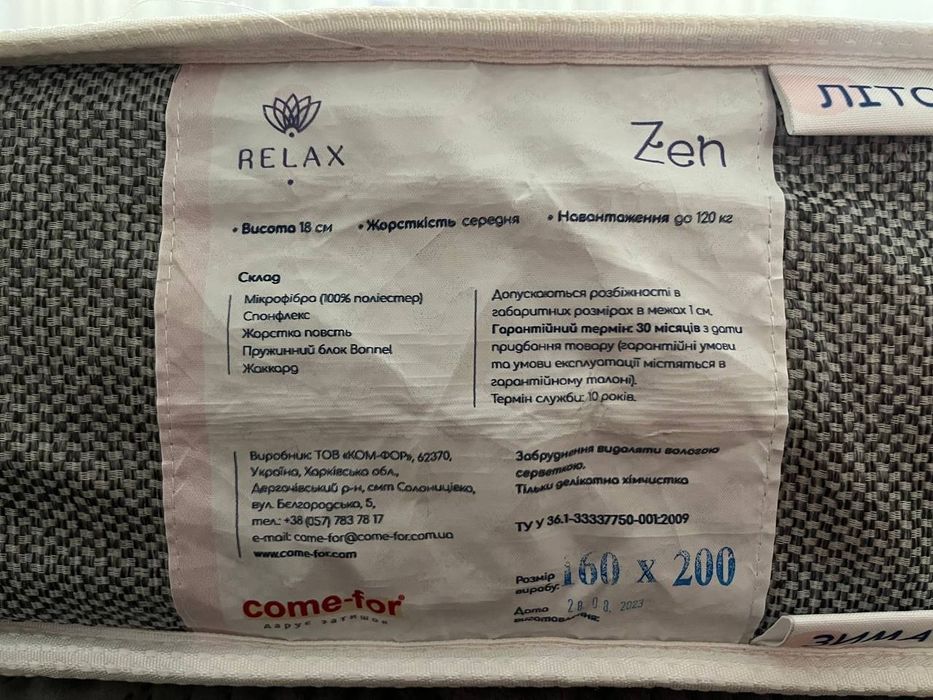 ЛІТО
RELAX
Zen
• Висота 18 см • Жорсткість середня • Навантаження до 120 кг
Склад
Мікрофібра (100% поліестер)
Спонфлекс
Жорстка повсть
Пружинний блок Bonnel
Жаккард
Допускаються розбіжності в
габаритних розмірах в межах 1 см.
Гарантійний термін: 30 місяців з дати
придбання товару (гарантійні умови
та умови експлуатації містяться в
гарантійному талоні).
Термін служби: 10 років.
Виробник: ТОВ «КОМ-ФОР», 62370,
Україна, Харківська обл.,
Дергачівський р-н, смт Солоницівка,
вул. Бєлгородська, 5,
тел.: +38 (057) 783 78 17
e-mail: come-for@come-for.com.ua
www.come-for.com
Забруднення видаляти вологою
серветкою.
Тільки делікатна хімчистка
ТУ У 36.1-33337750-001:2009
Розмір
виробу: 160 x 200
Дата
виготовлення: 28 08. 2023
come-for®
дарує затишок
ЗИМА